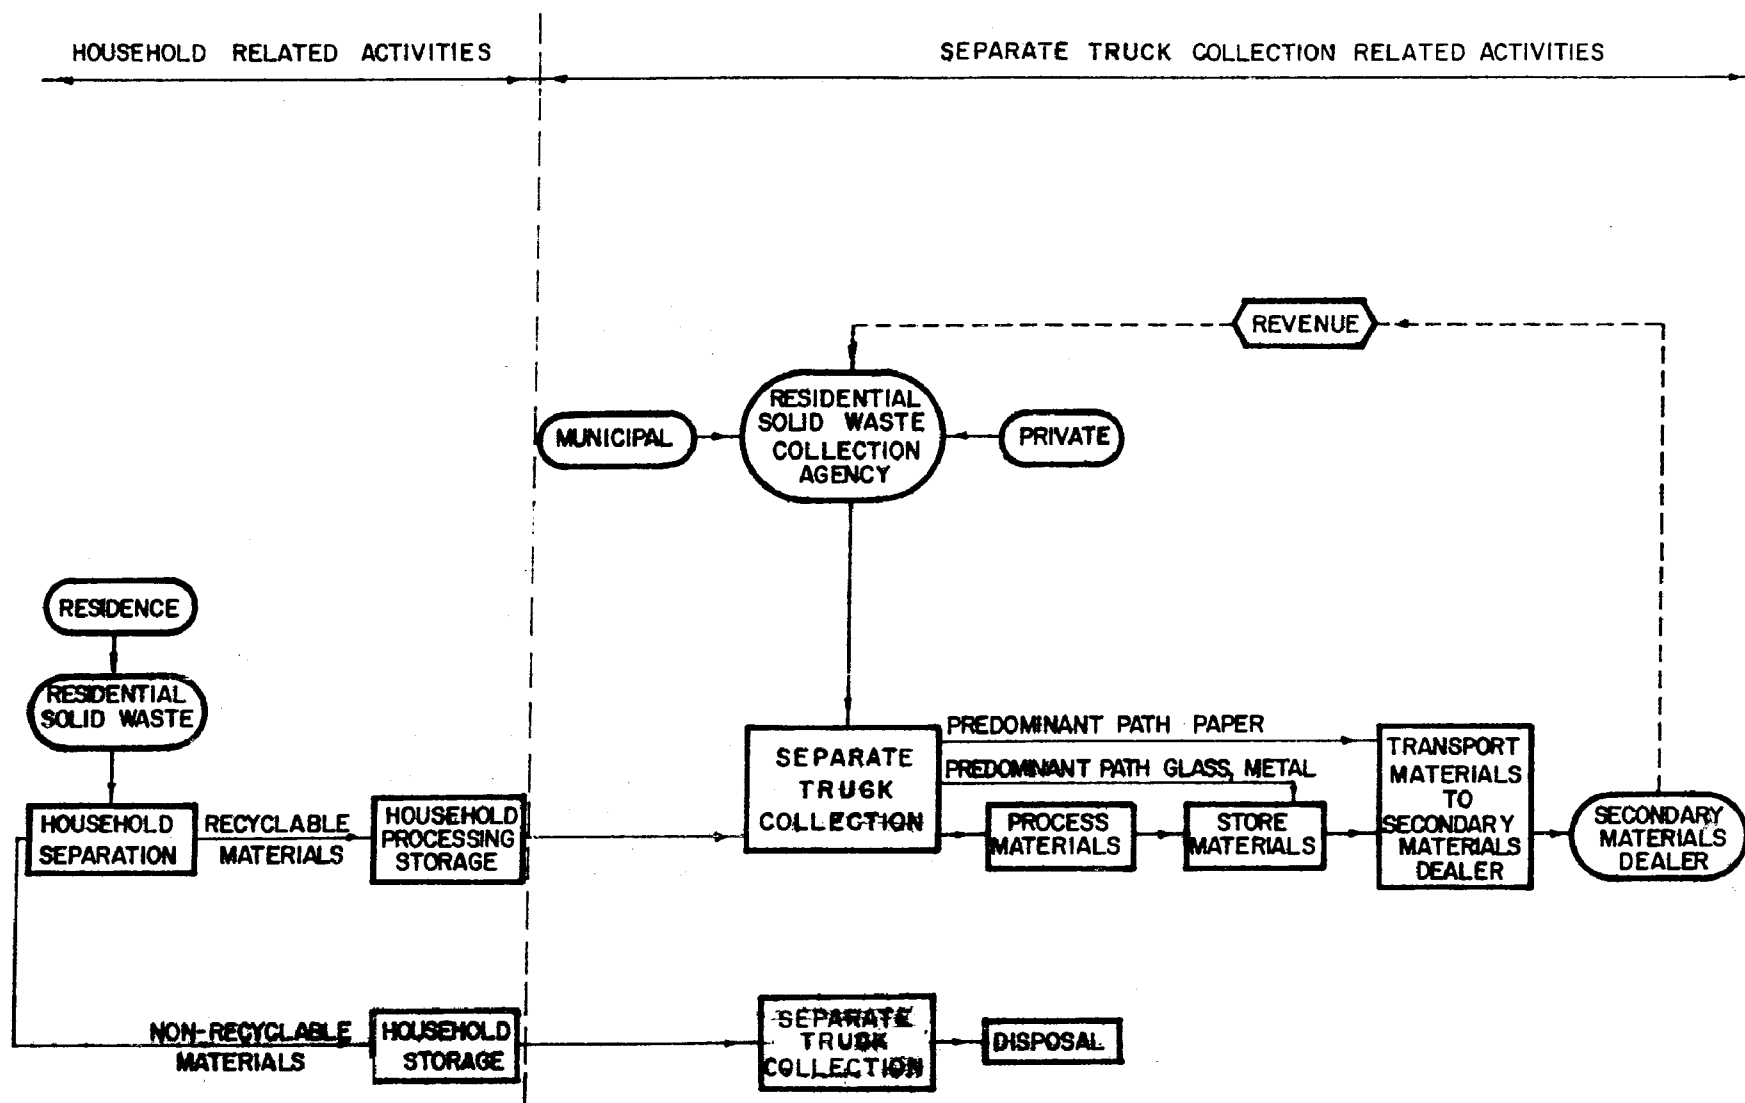 HOUSEHOLD RELATED ACTIVITIES
SEPARATE TRUCK COLLECTION RELATED ACTIVITIES
REVENUE
RESIDENTIAL
SOLID WASTE
COLLECTION
AGENCY
MUNICIPAL
PRIVATE
RESIDENCE
RESIDENTIAL
SOLID WASTE
HOUSEHOLD
SEPARATION
RECYCLABLE
MATERIALS
HOUSEHOLD
PROCESSING
STORAGE
SEPARATE
TRUCK
COLLECTION
PREDOMINANT PATH PAPER
PREDOMINANT PATH GLASS, METAL
PROCESS
MATERIALS
STORE
MATERIALS
TRANSPORT
MATERIALS
TO
SECONDARY
MATERIALS
DEALER
SECONDARY
MATERIALS
DEALER
NON-RECYCLABLE
MATERIALS
HOUSEHOLD
STORAGE
SEPARATE
TRUCK
COLLECTION
DISPOSAL